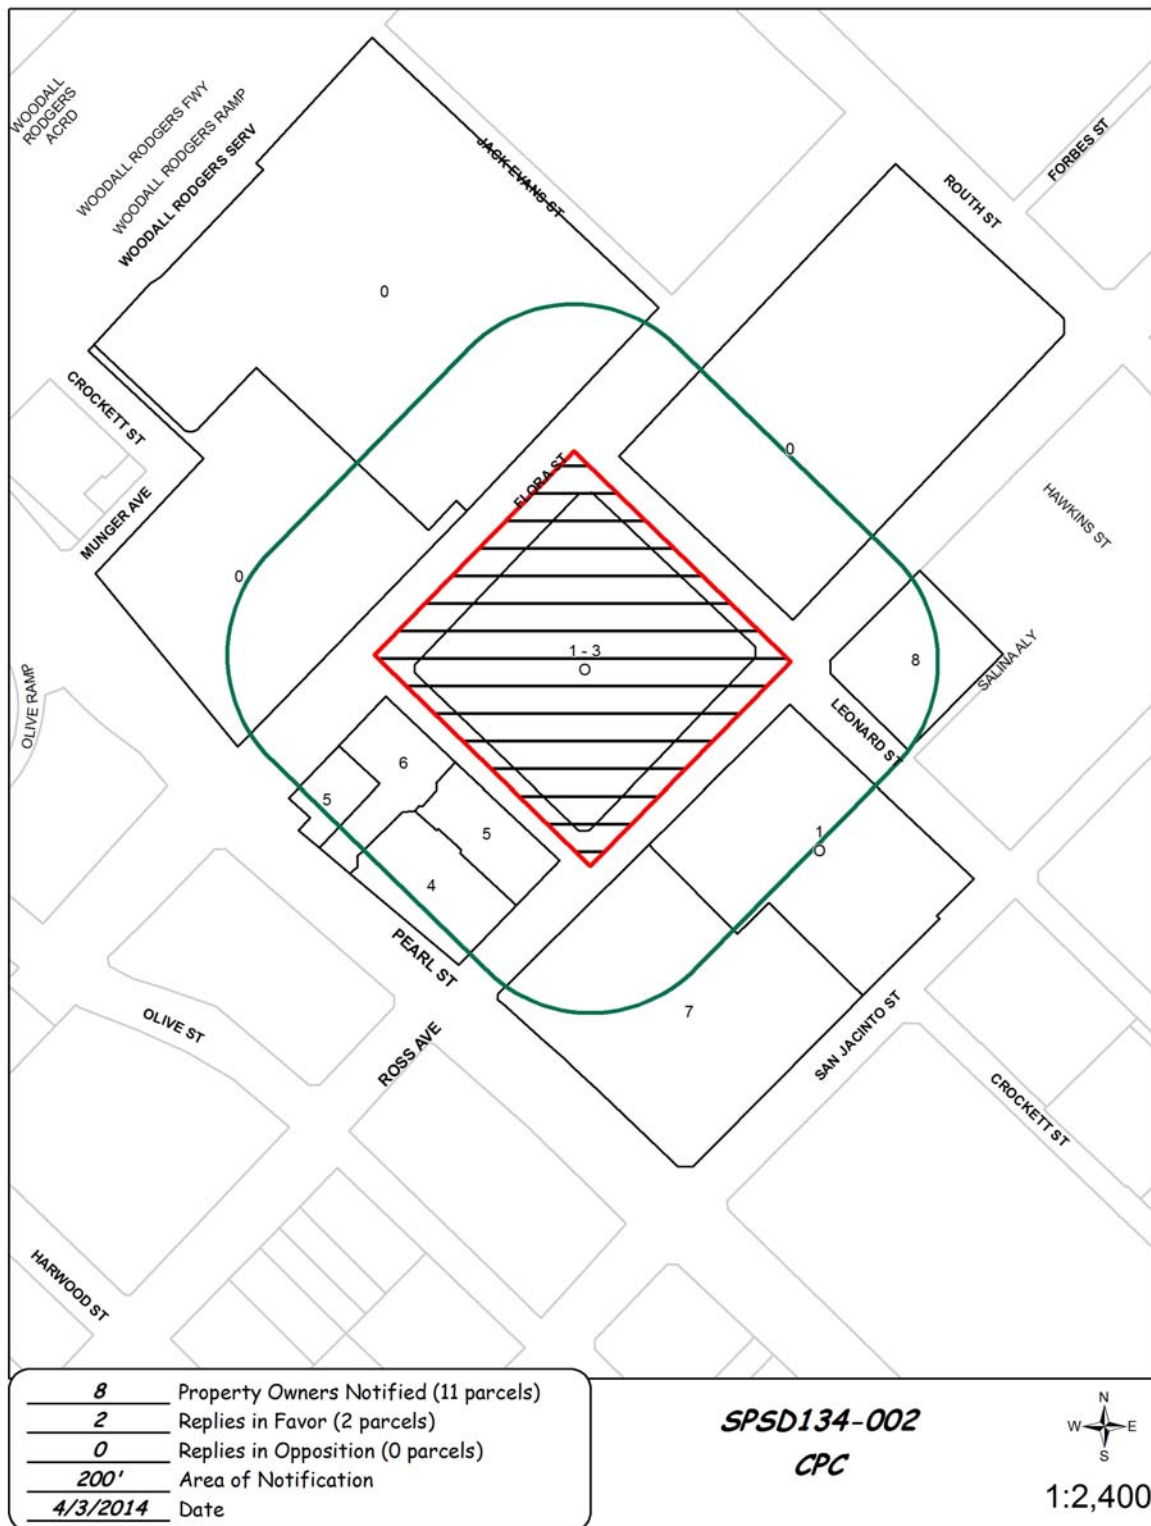 WOODALL
RODGERS
ACRD
WOODALL RODGERS FWY
WOODALL RODGERS RAMP
WOODALL RODGERS SERV
JACK EVANS ST
FORBES ST
ROUTH ST
0
CROCKETT ST
MUNGER AVE
FLORA ST
0
HAWKINS ST
0
1 - 3
8
SALINA ALY
OLIVE RAMP
LEONARD ST
6
5
5
1
4
PEARL ST
7
OLIVE ST
ROSS AVE
SAN JACINTO ST
CROCKETT ST
HARWOOD ST
8 Property Owners Notified (11 parcels)
2 Replies in Favor (2 parcels)
0 Replies in Opposition (0 parcels)
200' Area of Notification
4/3/2014 Date
SPSD134-002
CPC
N
W E
S
1:2,400